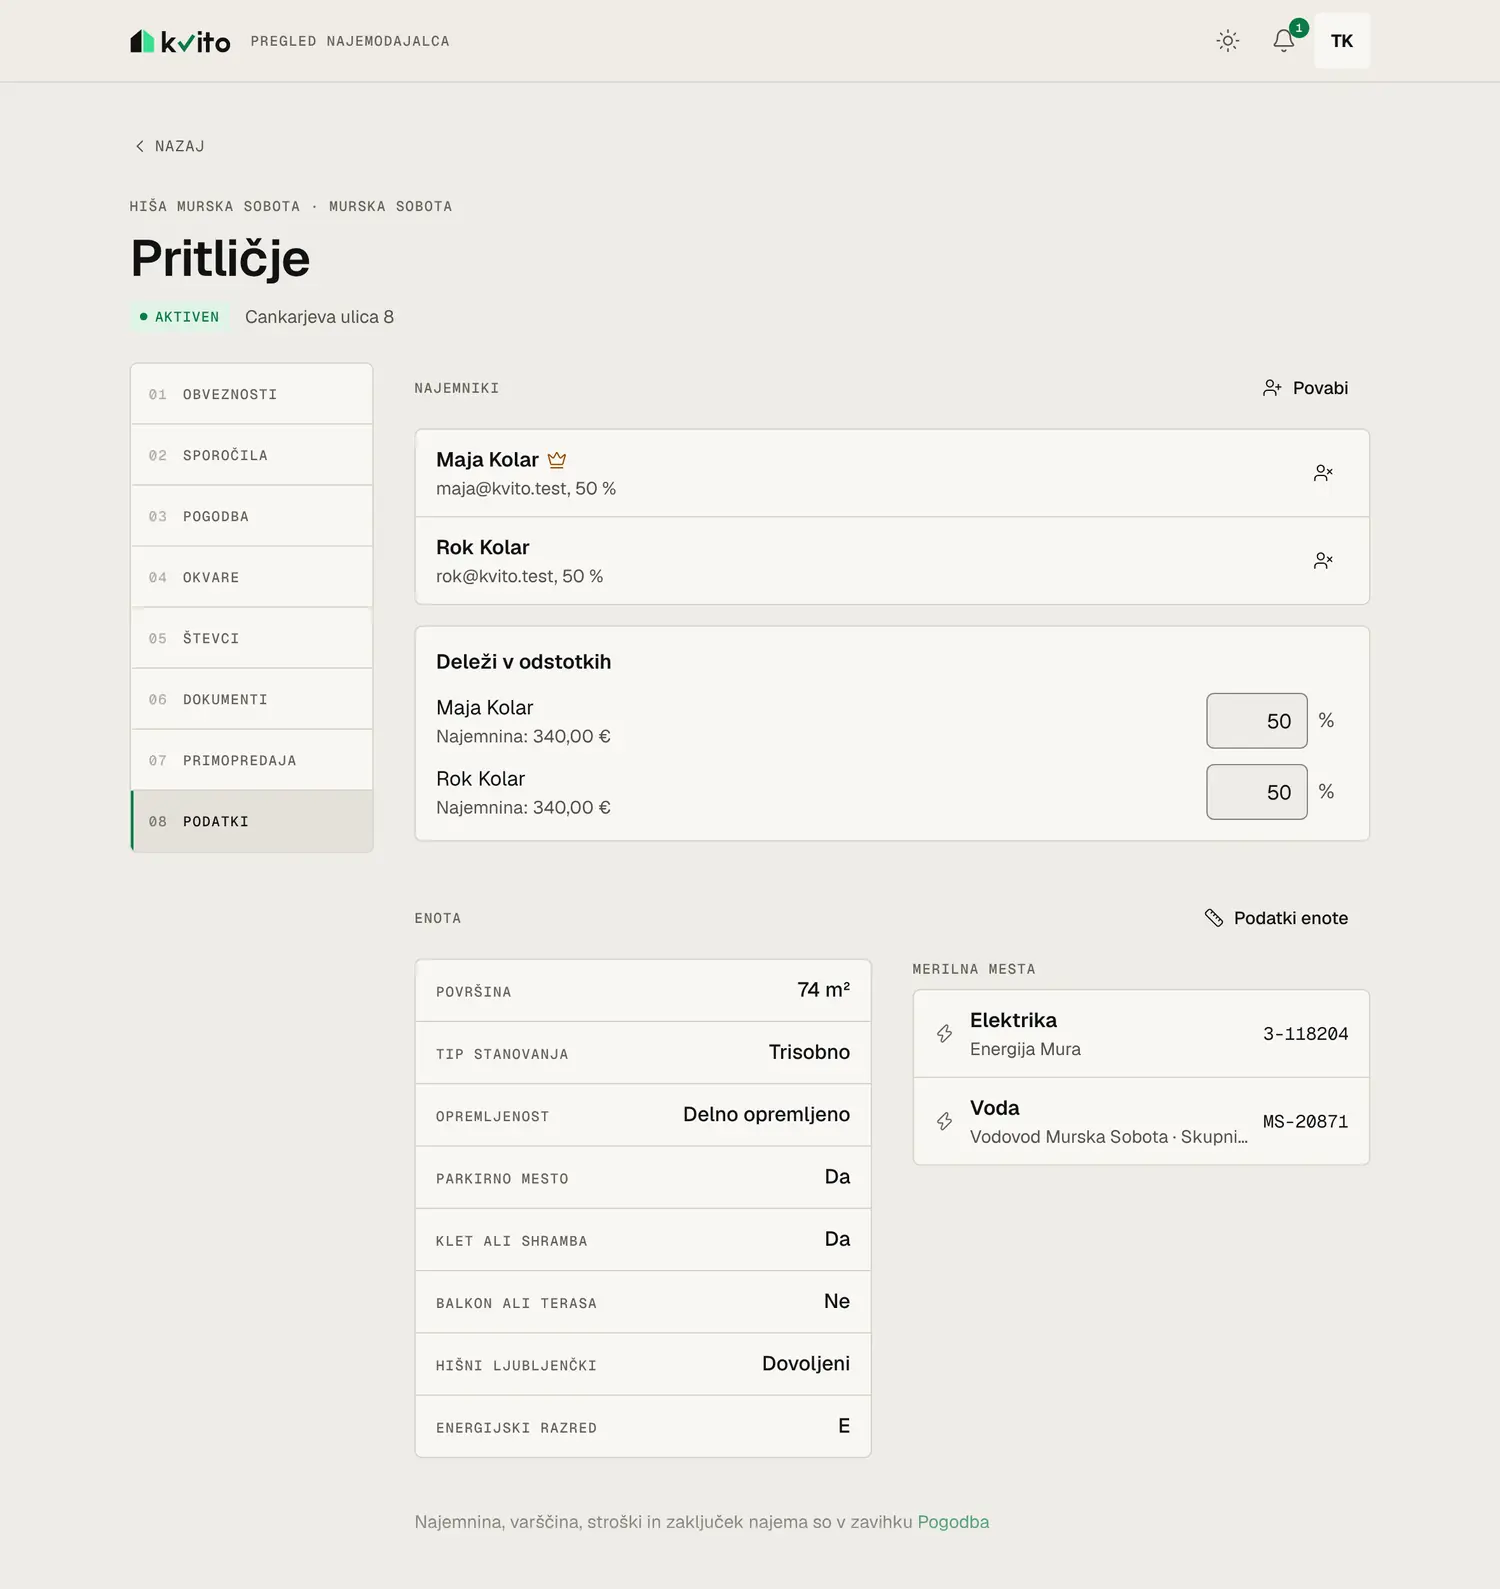 kvito PREGLED NAJEMODAJALCA
1
TK
NAZAJ
HIŠA MURSKA SOBOTA · MURSKA SOBOTA
Pritličje
AKTIVEN Cankarjeva ulica 8
01 OBVEZNOSTI
02 SPOROČILA
03 POGODBA
04 OKVARE
05 ŠTEVCI
06 DOKUMENTI
07 PRIMOPREDAJA
08 PODATKI
NAJEMNIKI
Povabi
Maja Kolar
maja@kvito.test, 50 %
Rok Kolar
rok@kvito.test, 50 %
Deleži v odstotkih
Maja Kolar
Najemnina: 340,00 €
50 %
Rok Kolar
Najemnina: 340,00 €
50 %
ENOTA
Podatki enote
POVRŠINA 74 m²
TIP STANOVANJA Trisobno
OPREMLJENOST Delno opremljeno
PARKIRNO MESTO Da
KLET ALI SHRAMBA Da
BALKON ALI TERASA Ne
HIŠNI LJUBLJENČKI Dovoljeni
ENERGIJSKI RAZRED E
MERILNA MESTA
Elektrika
Energija Mura
3-118204
Voda
Vodovod Murska Sobota · Skupni...
MS-20871
Najemnina, varščina, stroški in zaključek najema so v zavihku Pogodba